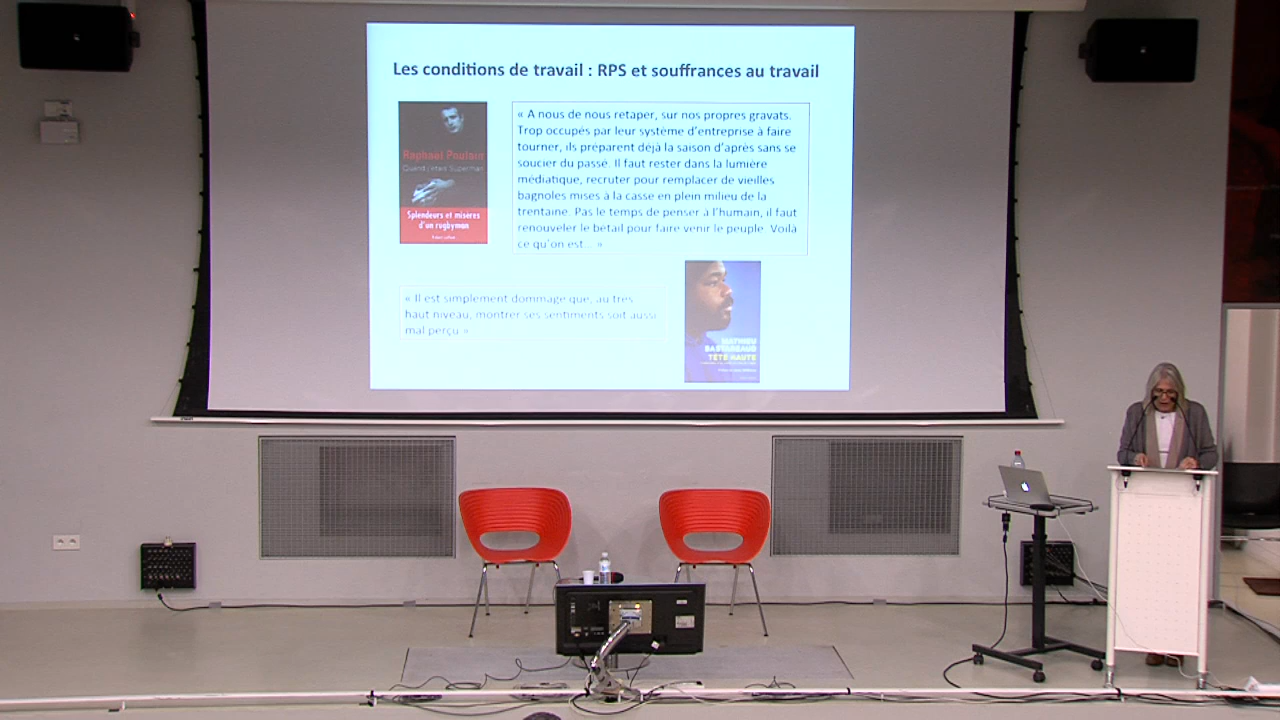 Les conditions de travail : RPS et souffrances au travail
Raphaël Poulain
Quand j'étais Superman
Splendeurs et misères
d'un rugbyman
« A nous de nous retaper, sur nos propres gravats.
Trop occupés par leur système d'entreprise à faire
tourner, ils préparent déjà la saison d'après sans se
soucier du passé. Il faut rester dans la lumière
médiatique, recruter pour remplacer de vieilles
bagnoles mises à la casse en plein milieu de la
trentaine. Pas le temps de penser à l'humain, il faut
renouveler le bétail pour faire venir le peuple. Voilà
ce qu'on est... »
« Il est simplement dommage que, au très
haut niveau, montrer ses sentiments soit aussi
mal perçu »
MATHIEU
BASTAREAUD
TÊTE HAUTE